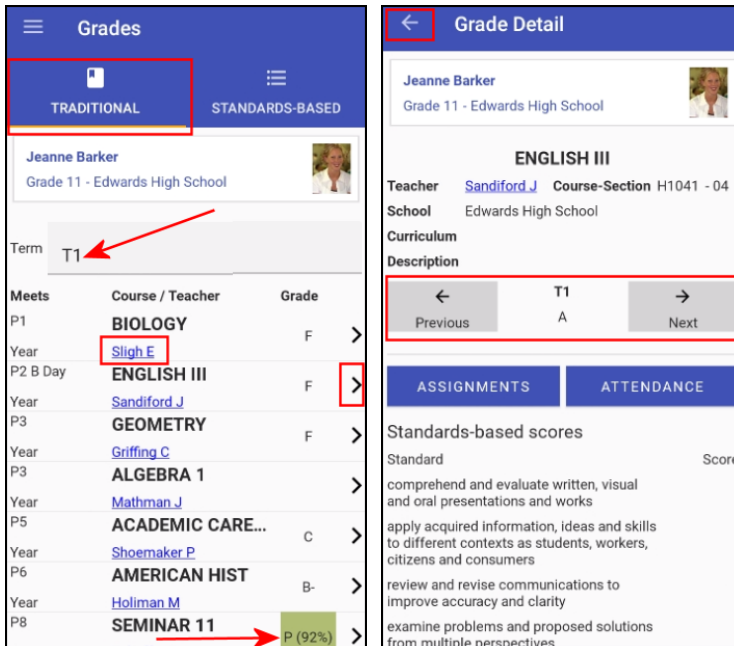 Grades
TRADITIONAL
STANDARDS-BASED
Jeanne Barker
Grade 11 - Edwards High School
Term T1
Meets Course / Teacher Grade
P1 BIOLOGY F
Year Sligh E
P2 B Day ENGLISH III F
Year Sandiford J
P3 GEOMETRY F
Year Griffing C
P3 ALGEBRA 1
Year Mathman J
P5 ACADEMIC CARE... C
Year Shoemaker P
P6 AMERICAN HIST B-
Year Holiman M
P8 SEMINAR 11 P (92%)
Grade Detail
Jeanne Barker
Grade 11 - Edwards High School
ENGLISH III
Teacher Sandiford J Course-Section H1041 - 04
School Edwards High School
Curriculum
Description
Previous T1 Next
A
ASSIGNMENTS ATTENDANCE
Standards-based scores
Standard Score
comprehend and evaluate written, visual
and oral presentations and works
apply acquired information, ideas and skills
to different contexts as students, workers,
citizens and consumers
review and revise communications to
improve accuracy and clarity
examine problems and proposed solutions
from multiple perspectives